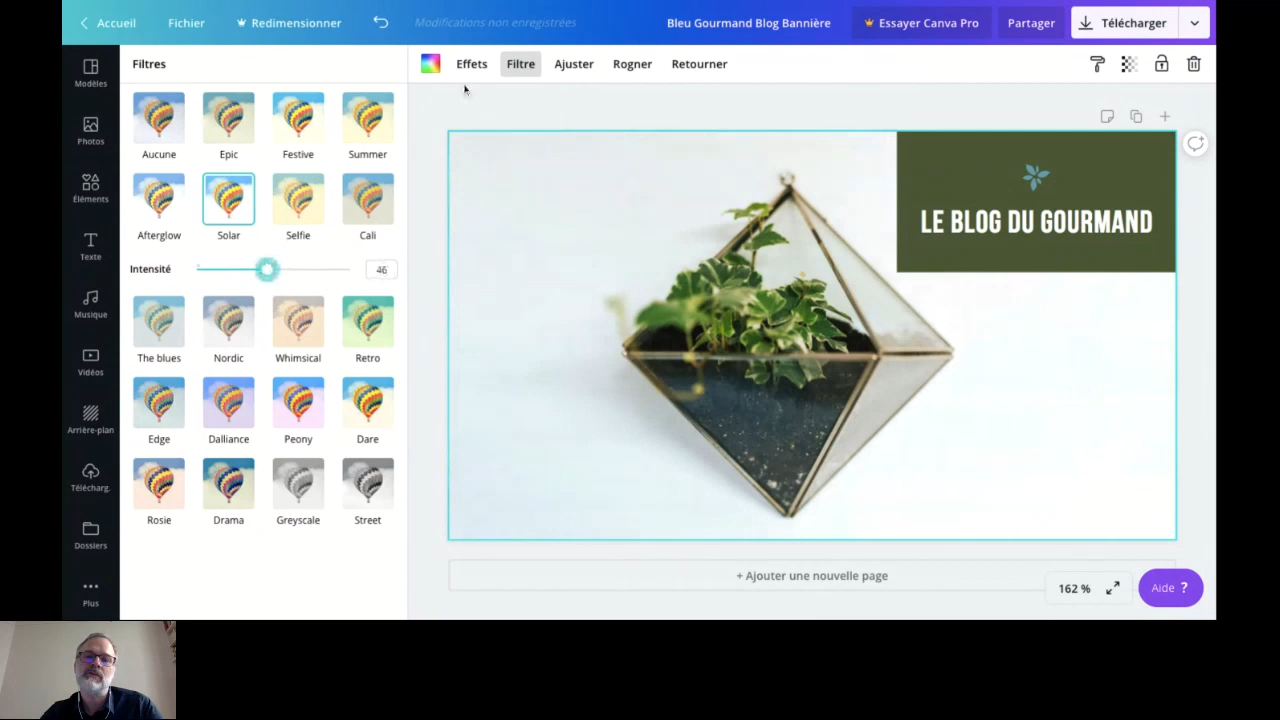 Accueil
Fichier
Redimensionner
Modifications non enregistrées
Bleu Gourmand Blog Bannière
Essayer Canva Pro
Partager
Télécharger
Modèles
Photos
Éléments
Texte
Musique
Vidéos
Arrière-plan
Télécharg.
Dossiers
Plus
Filtres
Aucune
Epic
Festive
Summer
Afterglow
Solar
Selfie
Cali
Intensité
46
The blues
Nordic
Whimsical
Retro
Edge
Dalliance
Peony
Dare
Rosie
Drama
Greyscale
Street
Effets
Filtre
Ajuster
Rogner
Retourner
LE BLOG DU GOURMAND
+ Ajouter une nouvelle page
162 %
Aide ?